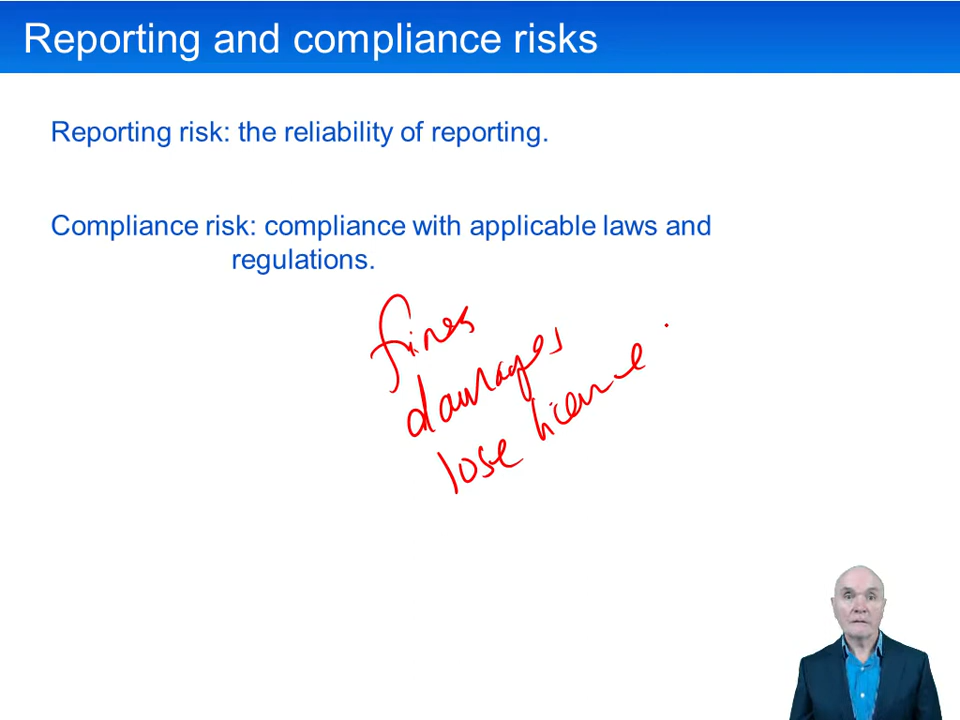 Reporting and compliance risks
Reporting risk: the reliability of reporting.
Compliance risk: compliance with applicable laws and
regulations.
fines
damages
lose licence